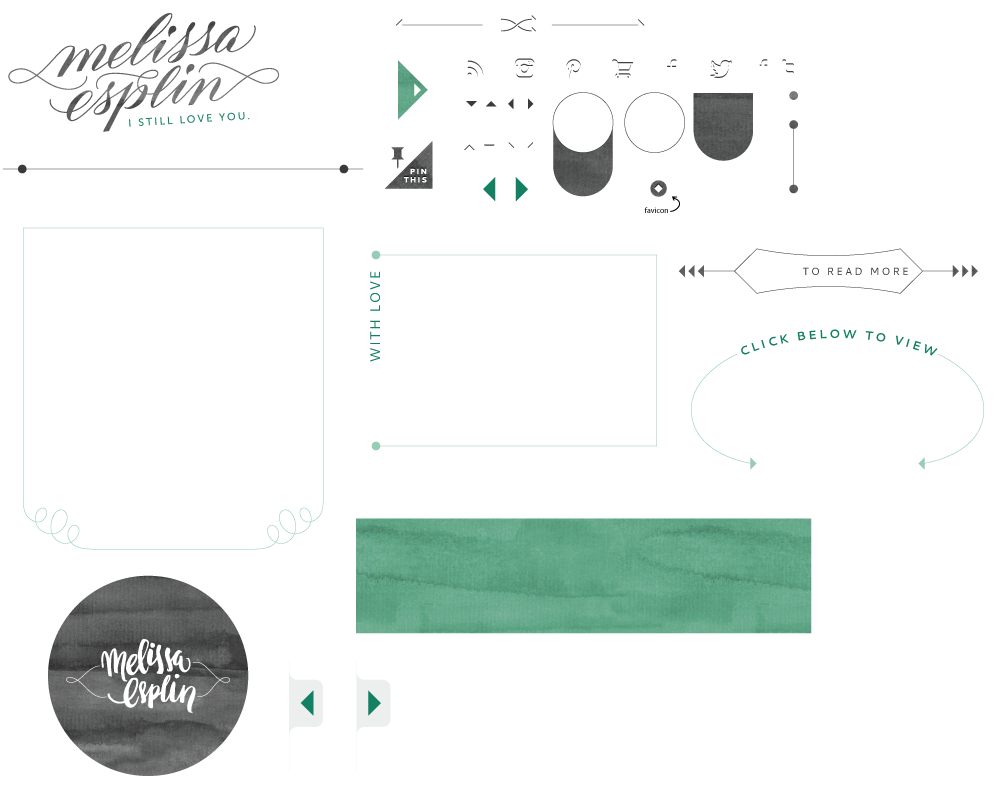 melissa
esplin
I STILL LOVE YOU.
PIN
THIS
favicon
WITH LOVE
TO READ MORE
CLICK BELOW TO VIEW
melissa
esplin